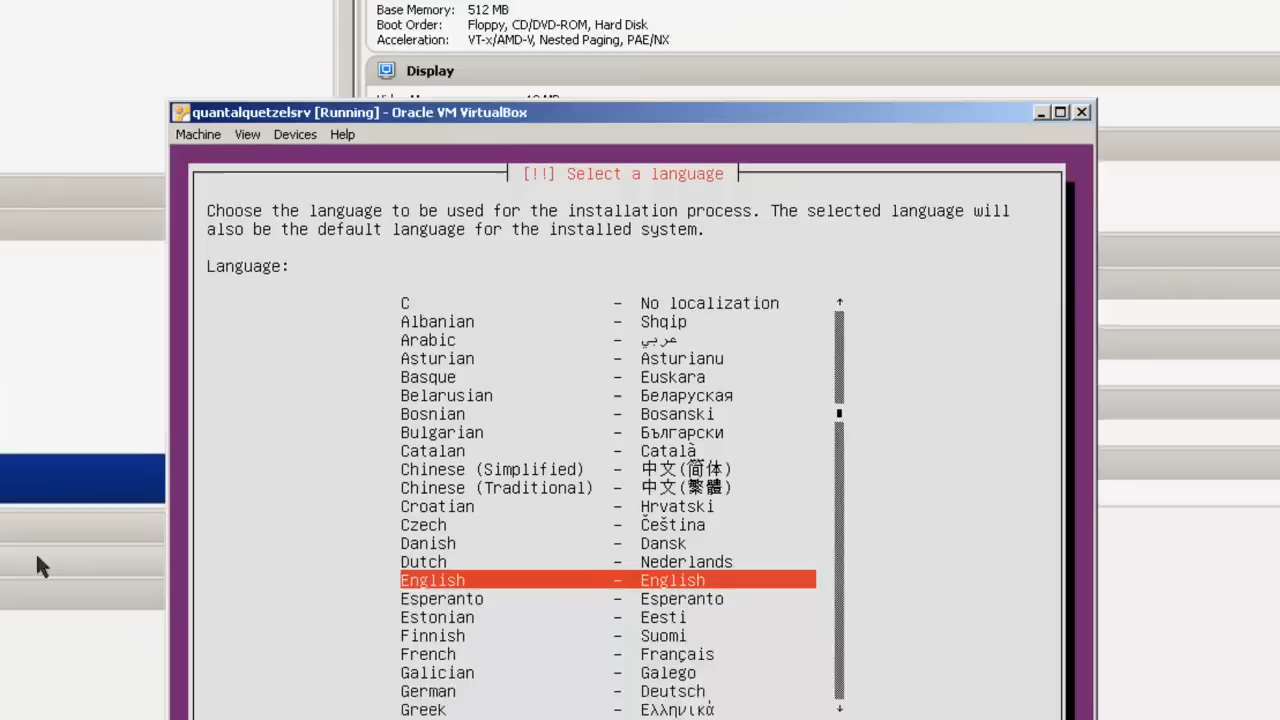 Base Memory: 512 MB
Boot Order: Floppy, CD/DVD-ROM, Hard Disk
Acceleration: VT-x/AMD-V, Nested Paging, PAE/NX
Display
quantalquetzelsrv [Running] - Oracle VM VirtualBox
Machine View Devices Help
[!!] Select a language
Choose the language to be used for the installation process. The selected language will
also be the default language for the installed system.
Language:
C - No localization
Albanian - Shqip
Arabic - عربي
Asturian - Asturianu
Basque - Euskara
Belarusian - Беларуская
Bosnian - Bosanski
Bulgarian - Български
Catalan - Català
Chinese (Simplified) - 中文(简体)
Chinese (Traditional) - 中文(繁體)
Croatian - Hrvatski
Czech - Čeština
Danish - Dansk
Dutch - Nederlands
English - English
Esperanto - Esperanto
Estonian - Eesti
Finnish - Suomi
French - Français
Galician - Galego
German - Deutsch
Greek - Ελληνικά